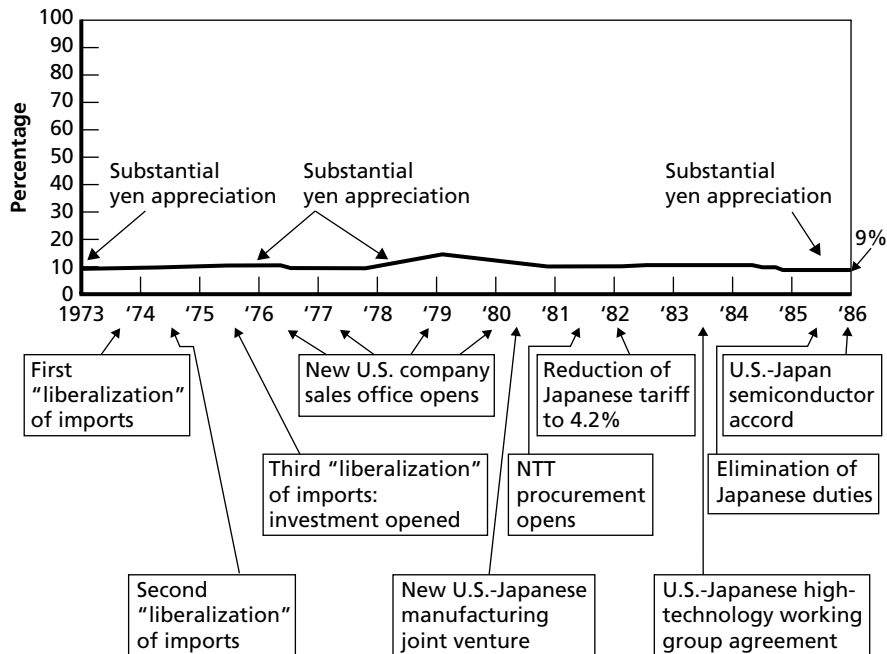 100
90
80
70
60
50
40
30
20
10
0
Percentage
Substantial
yen appreciation
Substantial
yen appreciation
Substantial
yen appreciation
9%
1973 '74 '75 '76 '77 '78 '79 '80 '81 '82 '83 '84 '85 '86
First
“liberalization”
of imports
New U.S. company
sales office opens
Reduction of
Japanese tariff
to 4.2%
U.S.-Japan
semiconductor
accord
Third “liberalization”
of imports:
investment opened
NTT
procurement
opens
Elimination of
Japanese duties
Second
“liberalization”
of imports
New U.S.-Japanese
manufacturing
joint venture
U.S.-Japanese high-
technology working
group agreement